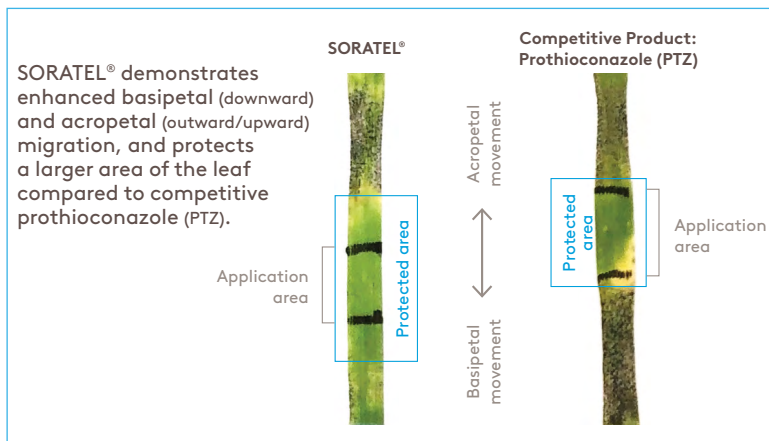 SORATEL® demonstrates
enhanced basipetal (downward)
and acropetal (outward/upward)
migration, and protects
a larger area of the leaf
compared to competitive
prothioconazole (PTZ).
SORATEL®
Application
area
Protected area
Acropetal
movement
Basipetal
movement
Competitive Product:
Prothioconazole (PTZ)
Protected
area
Application
area